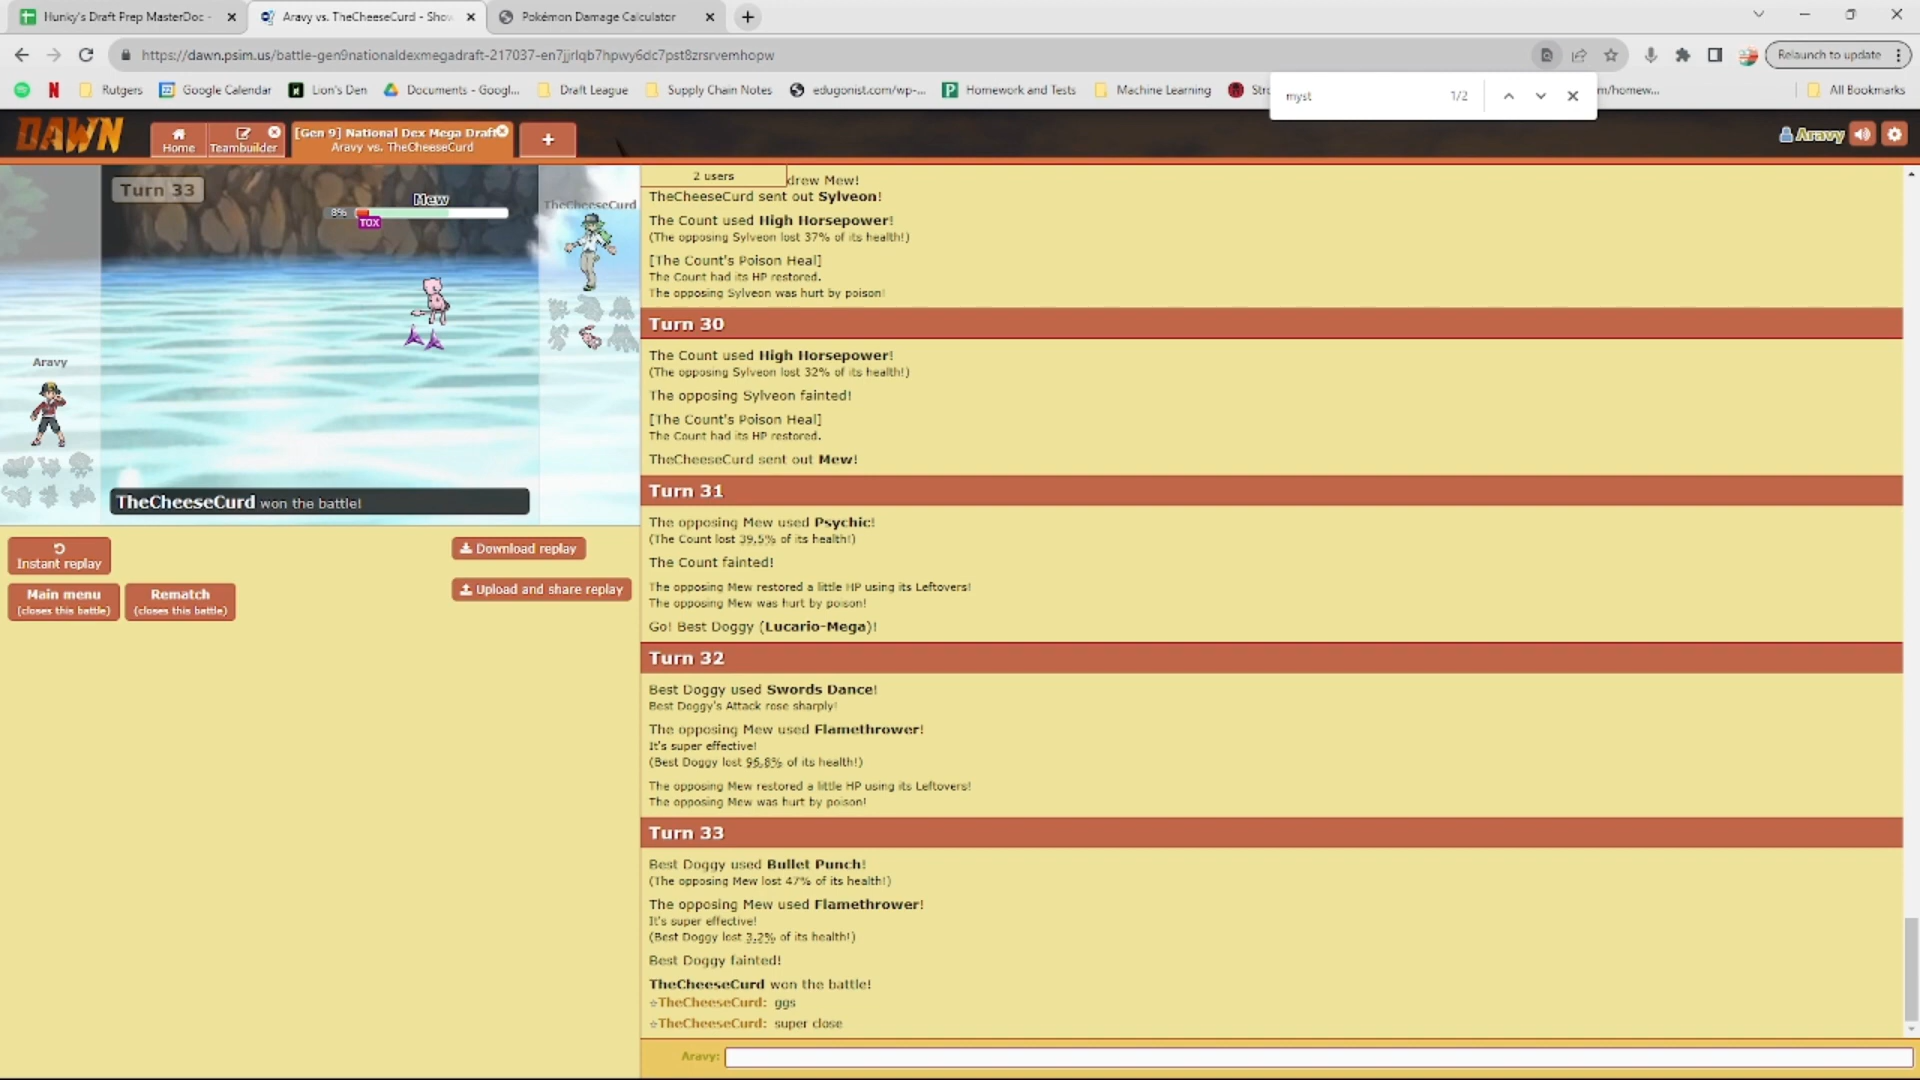 Hunky's Draft Prep MasterDoc -
Aravy vs. TheCheeseCurd - Sho
Pokémon Damage Calculator
https://dawn.psim.us/battle-gen9nationaldexmegadraft-217037-en7jjrlqb7hpwy6dc7pst8zrsrvemhopw
Relaunch to update
Rutgers
Google Calendar
Lion's Den
Documents - Googl...
Draft League
Supply Chain Notes
edugonist.com/wp-...
Homework and Tests
Machine Learning
m/homew...
All Bookmarks
myst
1/2
DAWN
Home
Teambuilder
[Gen 9] National Dex Mega Draft
Aravy vs. TheCheeseCurd
Aravy
Turn 33
Mew
8%
TOX
TheCheeseCurd
Aravy
TheCheeseCurd won the battle!
Instant replay
Download replay
Upload and share replay
Main menu
(closes this battle)
Rematch
(closes this battle)
2 users
drew Mew!
TheCheeseCurd sent out Sylveon!
The Count used High Horsepower!
(The opposing Sylveon lost 37% of its health!)
[The Count's Poison Heal]
The Count had its HP restored.
The opposing Sylveon was hurt by poison!
Turn 30
The Count used High Horsepower!
(The opposing Sylveon lost 32% of its health!)
The opposing Sylveon fainted!
[The Count's Poison Heal]
The Count had its HP restored.
TheCheeseCurd sent out Mew!
Turn 31
The opposing Mew used Psychic!
(The Count lost 39.5% of its health!)
The Count fainted!
The opposing Mew restored a little HP using its Leftovers!
The opposing Mew was hurt by poison!
Go! Best Doggy (Lucario-Mega)!
Turn 32
Best Doggy used Swords Dance!
Best Doggy's Attack rose sharply!
The opposing Mew used Flamethrower!
It's super effective!
(Best Doggy lost 96.8% of its health!)
The opposing Mew restored a little HP using its Leftovers!
The opposing Mew was hurt by poison!
Turn 33
Best Doggy used Bullet Punch!
(The opposing Mew lost 47% of its health!)
The opposing Mew used Flamethrower!
It's super effective!
(Best Doggy lost 3.2% of its health!)
Best Doggy fainted!
TheCheeseCurd won the battle!
☆TheCheeseCurd: ggs
☆TheCheeseCurd: super close
Aravy: